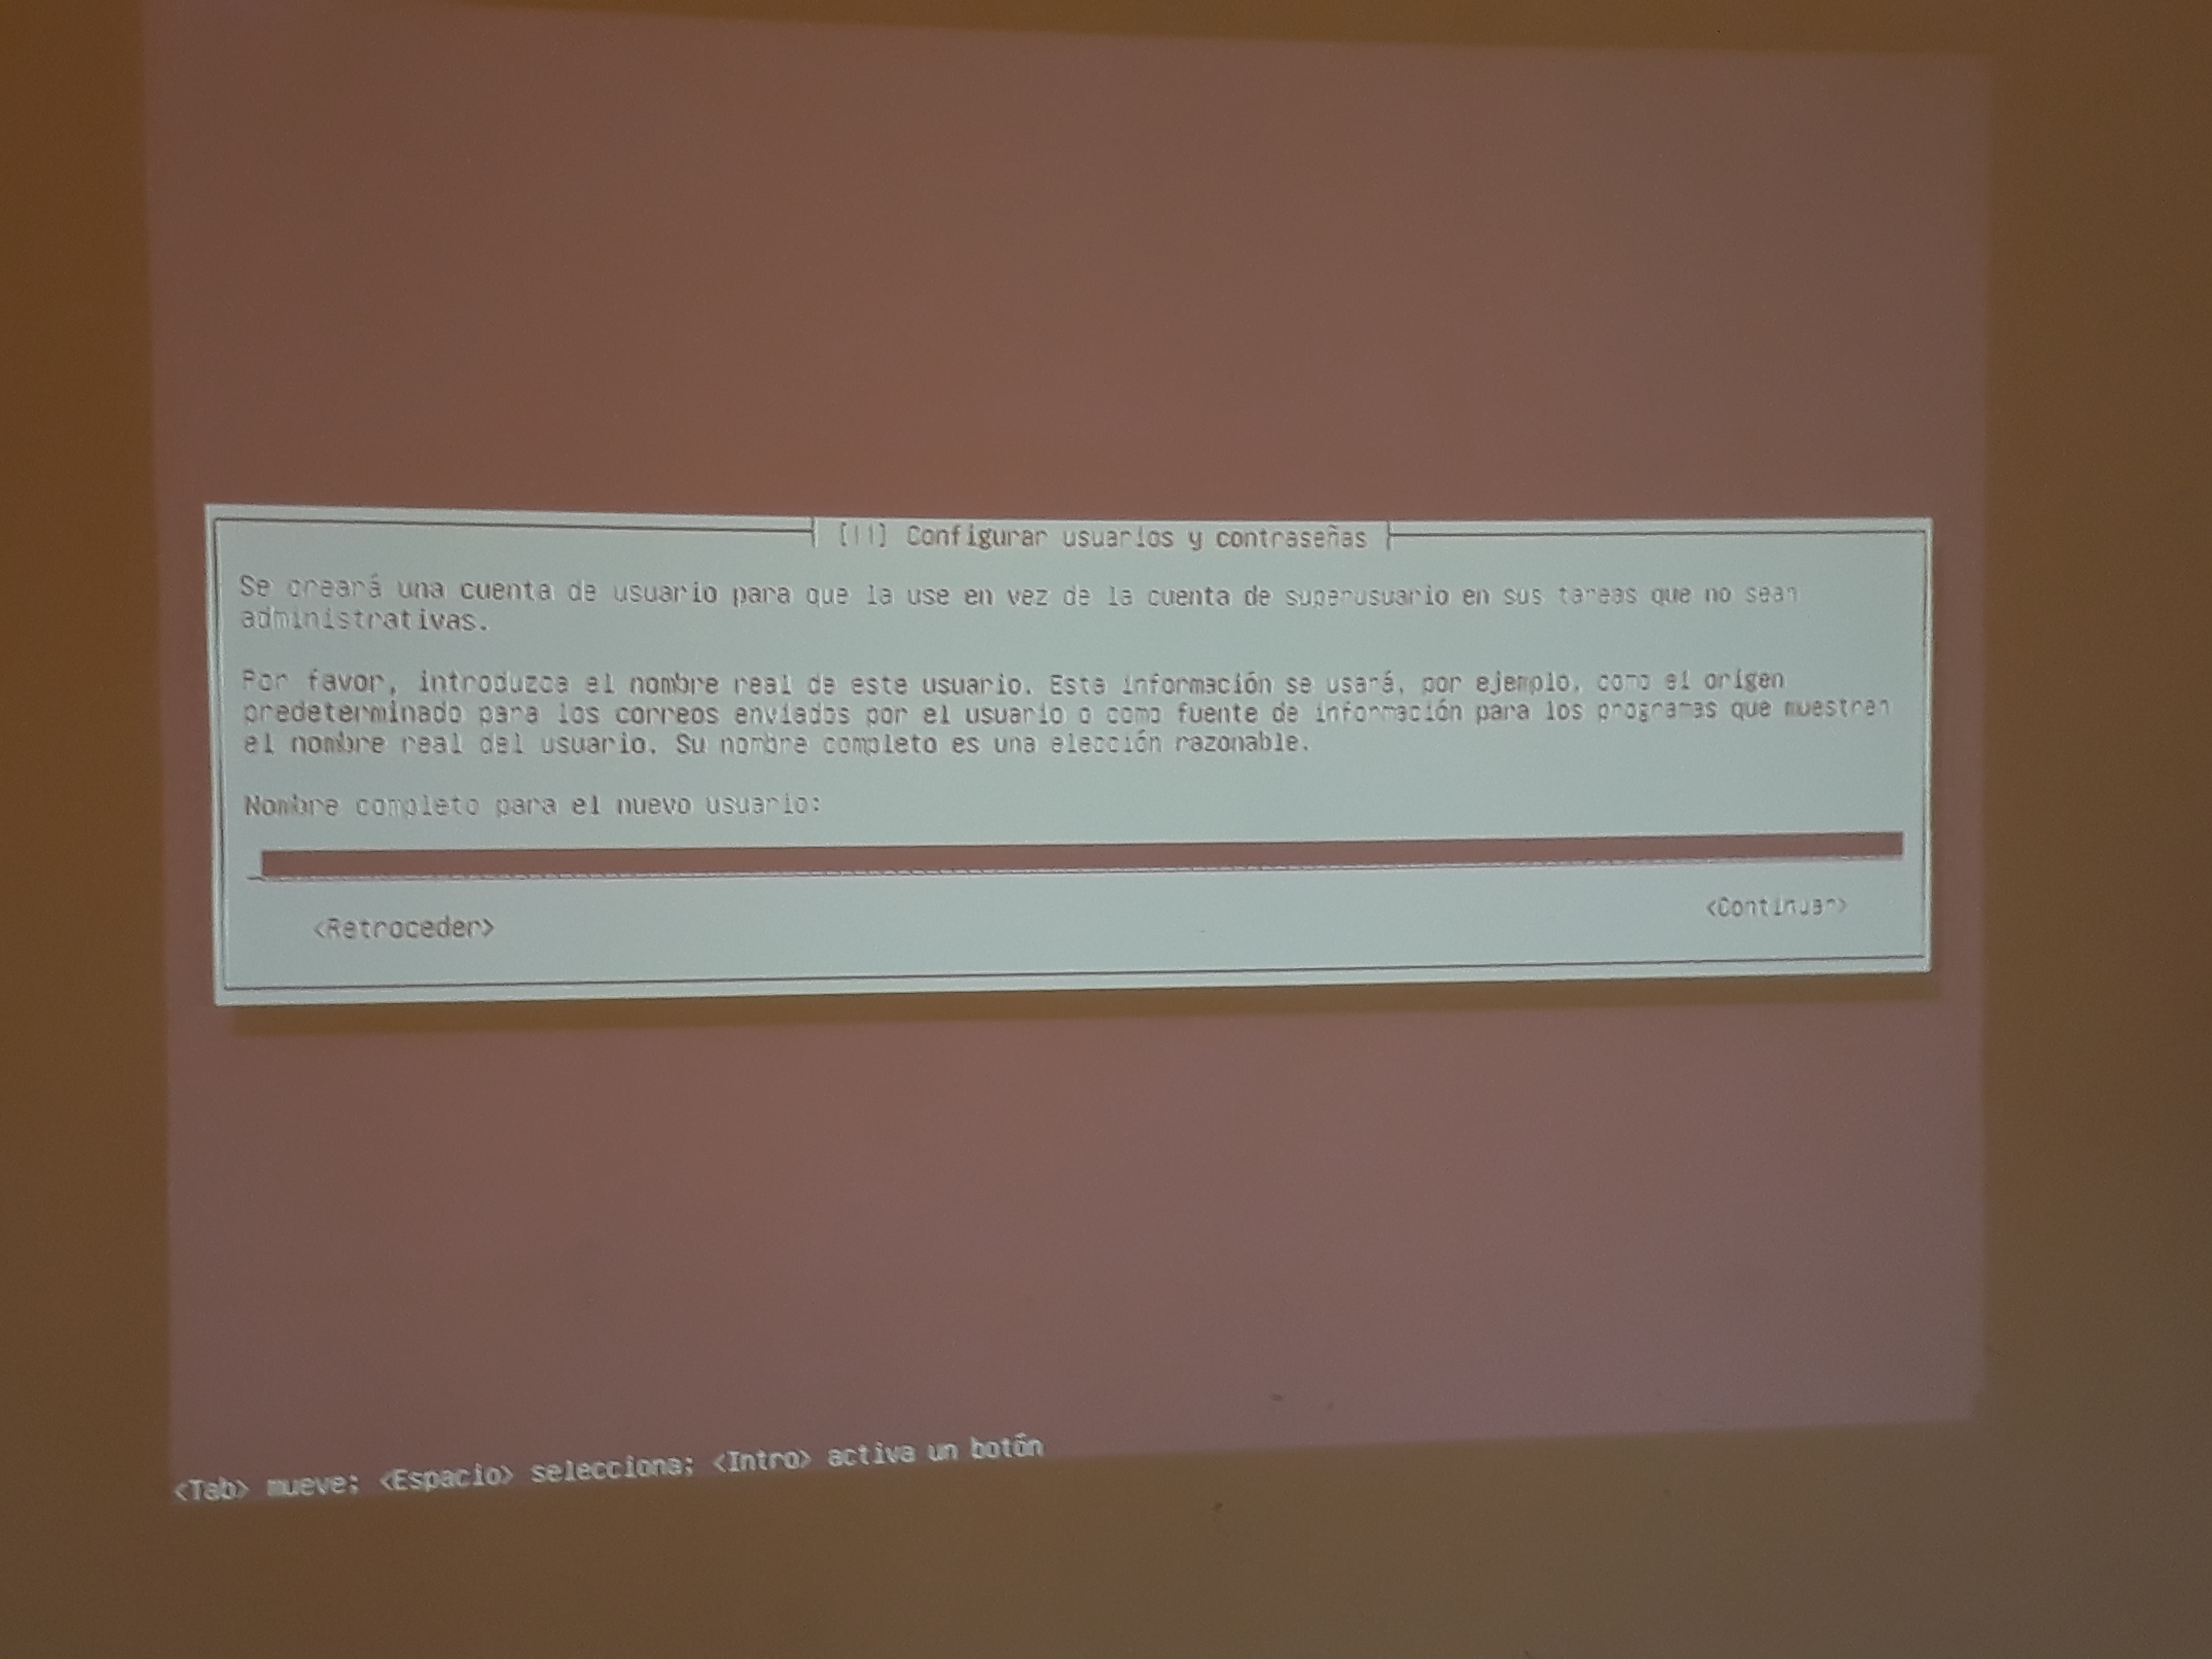 [!!] Configurar usuarios y contraseñas
Se creará una cuenta de usuario para que la use en vez de la cuenta de superusuario en sus tareas que no sean
administrativas.
Por favor, introduzca el nombre real de este usuario. Esta información se usará, por ejemplo, como el origen
predeterminado para los correos enviados por el usuario o como fuente de información para los programas que muestren
el nombre real del usuario. Su nombre completo es una elección razonable.
Nombre completo para el nuevo usuario:
<Retroceder> <Continuar>
<Tab> mueve; <Espacio> selecciona; <Intro> activa un botón